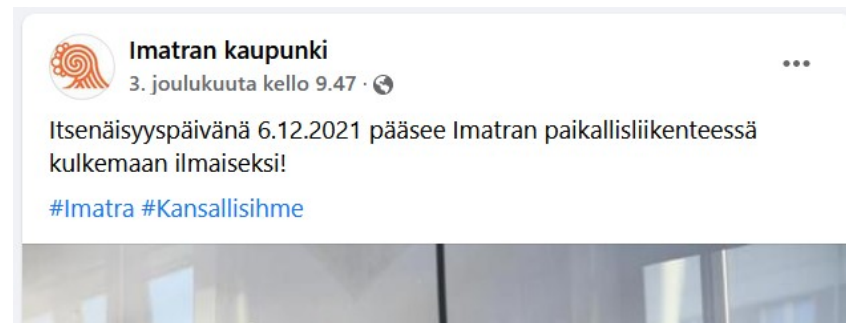 Imatran kaupunki
3. joulukuuta kello 9.47 ·
Itsenäisyyspäivänä 6.12.2021 pääsee Imatran paikallisliikenteessä
kulkemaan ilmaiseksi!
#Imatra #Kansallisihme